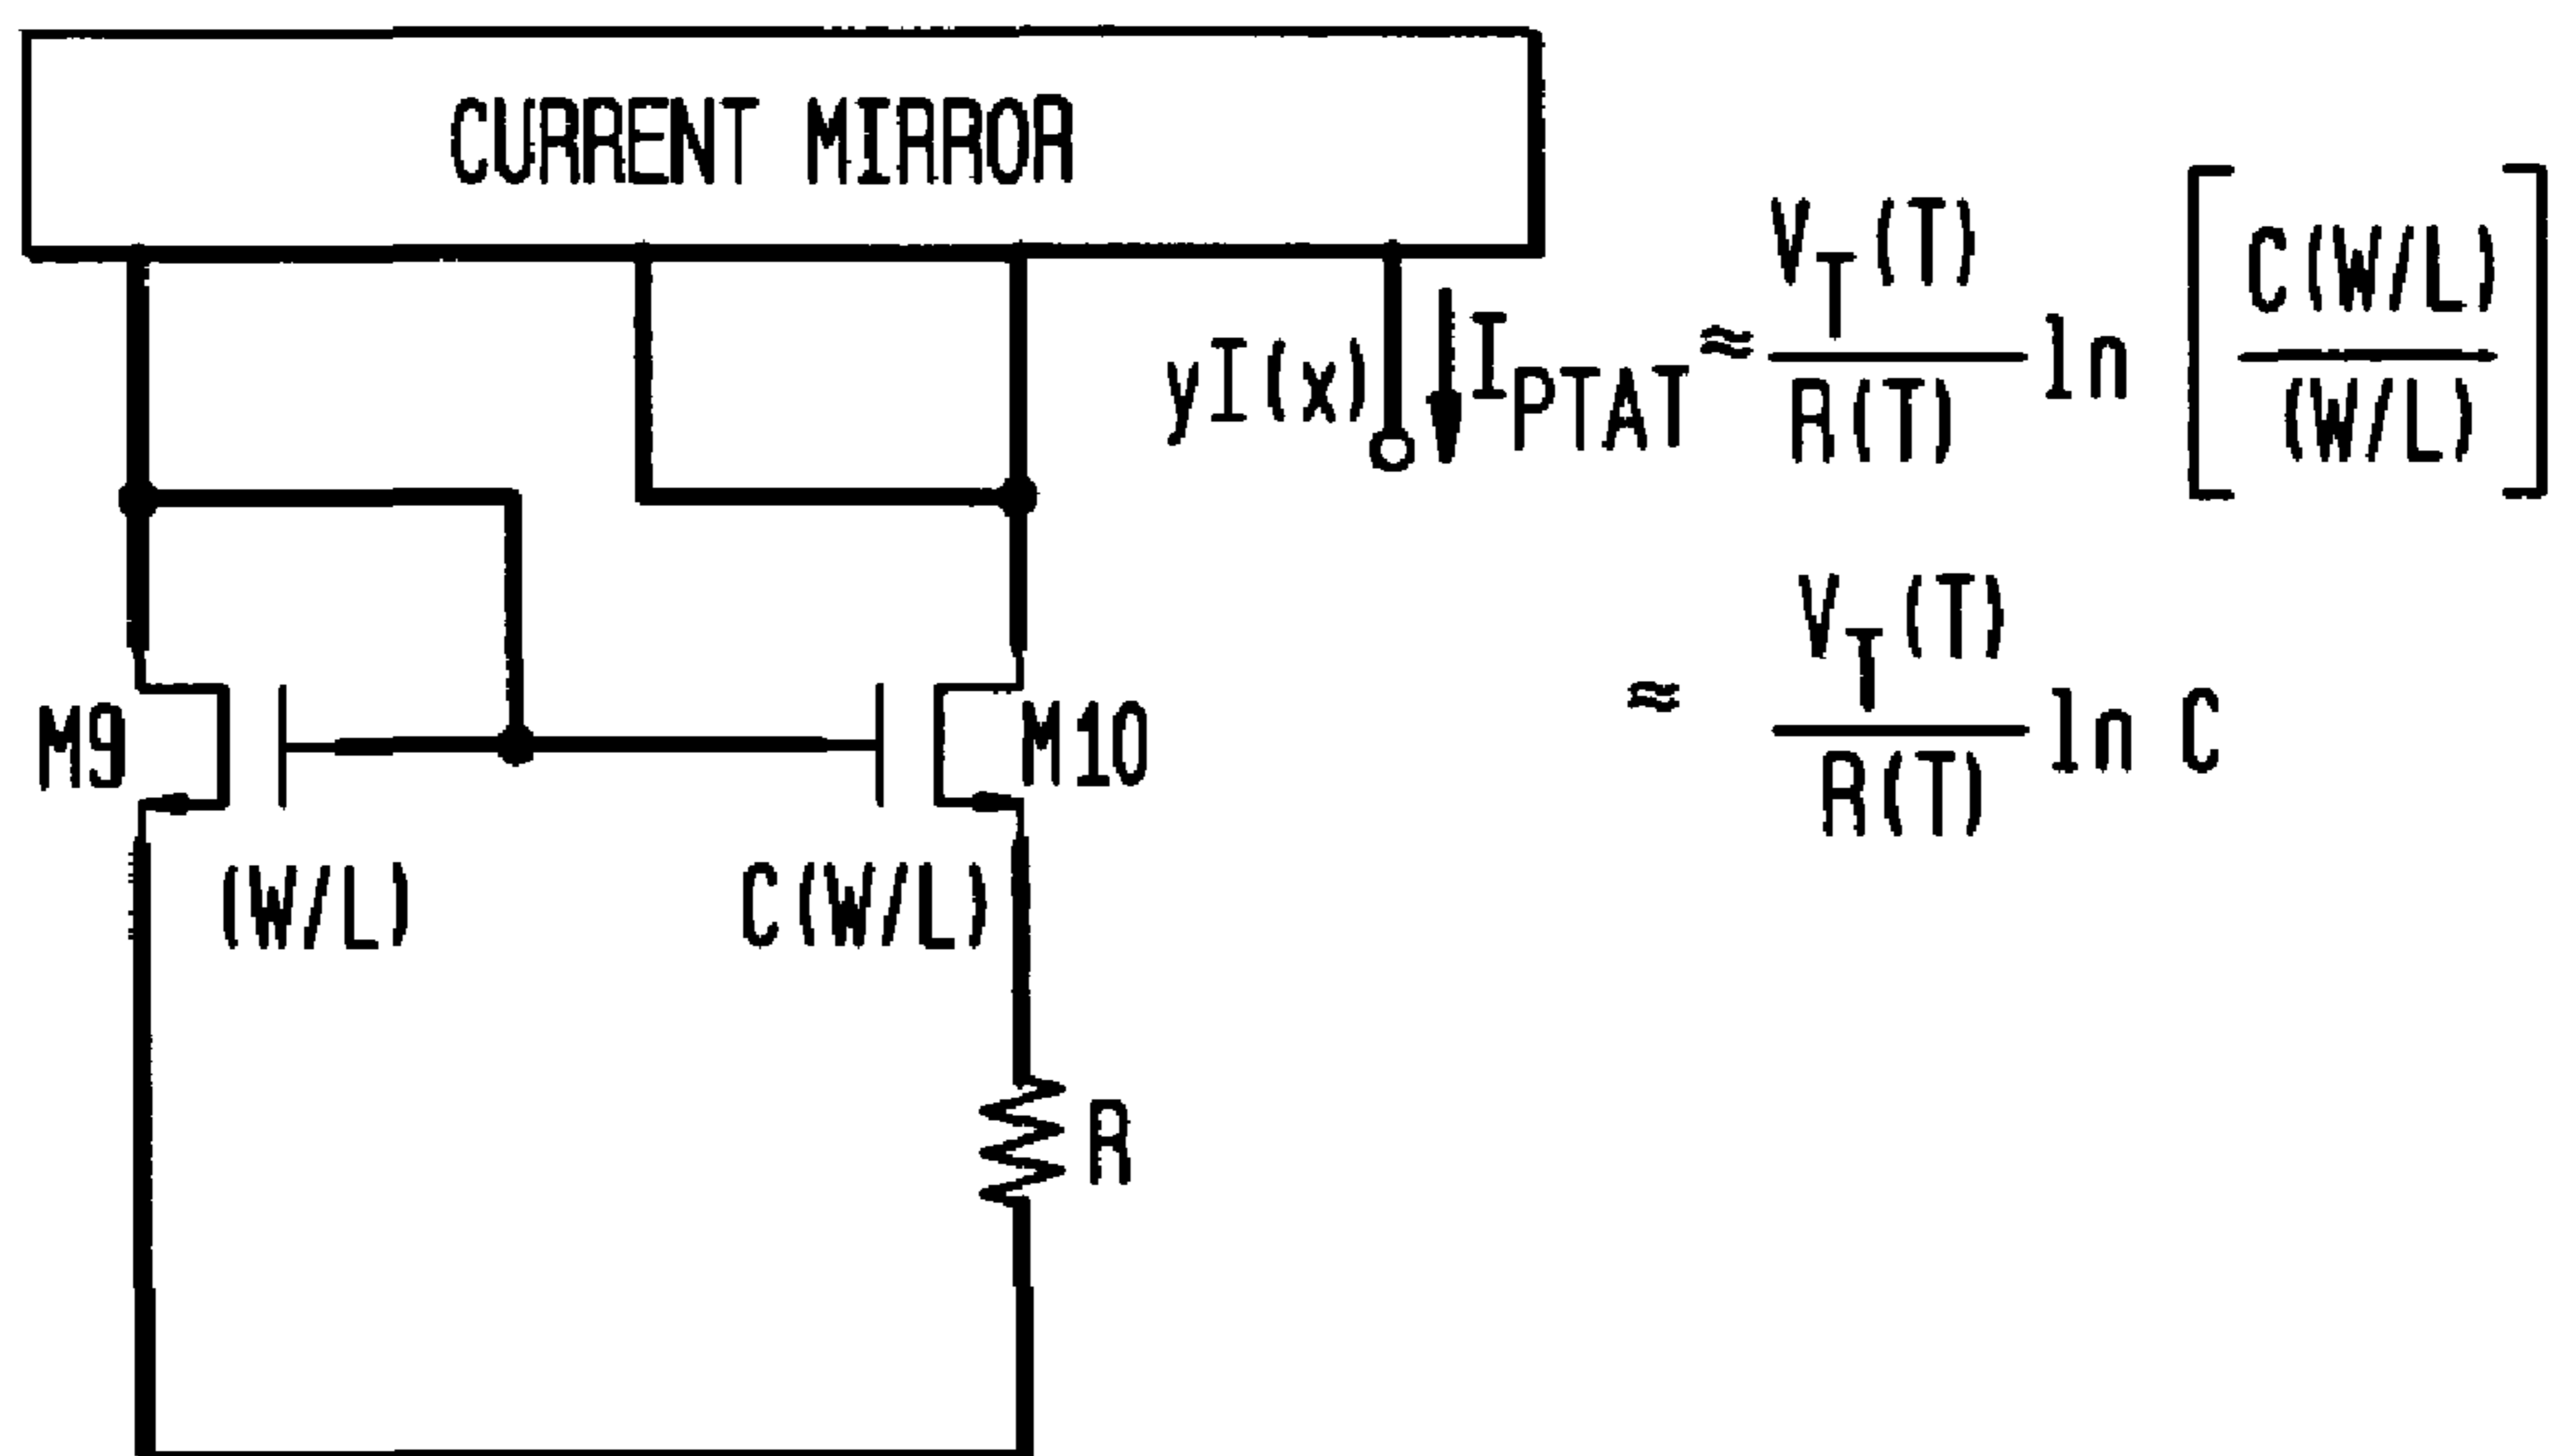 CURRENT MIRROR
yI(x)
I_PTAT ≈ V_T(T) / R(T) ln [ C(W/L) / (W/L) ]
≈ V_T(T) / R(T) ln C
M9
M10
(W/L)
C(W/L)
R